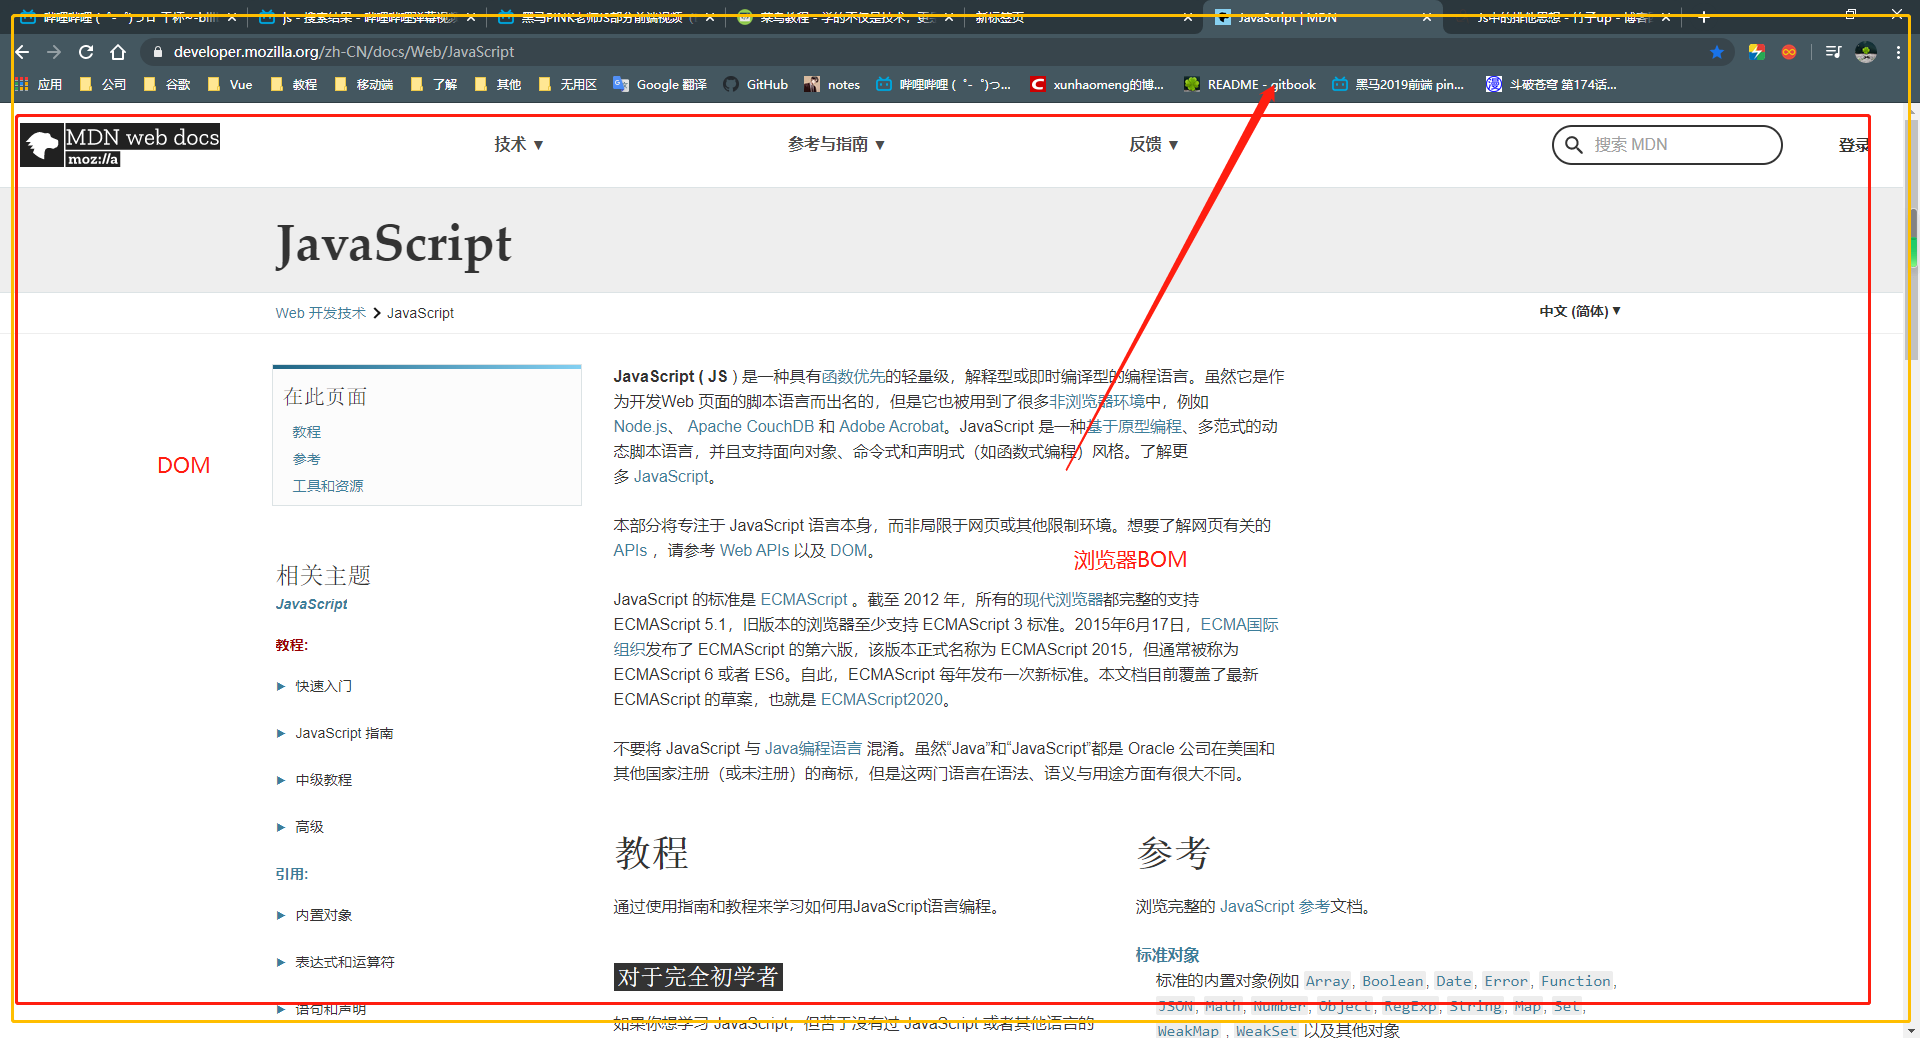 哔哩哔哩 ( ゜- ゜)つロ 干杯~-bili
js - 搜索结果 - 哔哩哔哩弹幕视频
黑马PINK老师JS部分前端视频
菜鸟教程 - 学的不仅是技术，更
新标签页
JavaScript | MDN
Js中的排他思想 - 竹子up - 博客
developer.mozilla.org/zh-CN/docs/Web/JavaScript
应用 公司 谷歌 Vue 教程 移动端 了解 其他 无用区 Google 翻译 GitHub notes 哔哩哔哩 ( ゜- ゜)つ... xunhaomeng的博... README - gitbook 黑马2019前端 pin... 斗破苍穹 第174话...
MDN web docs
moz://a
技术 ▼
参考与指南 ▼
反馈 ▼
搜索 MDN
登录
JavaScript
Web 开发技术 > JavaScript
中文 (简体) ▼
在此页面
教程
参考
工具和资源
DOM
相关主题
JavaScript
教程:
快速入门
JavaScript 指南
中级教程
高级
引用:
内置对象
表达式和运算符
语句和声明
JavaScript ( JS ) 是一种具有函数优先的轻量级，解释型或即时编译型的编程语言。虽然它是作
为开发Web 页面的脚本语言而出名的，但是它也被用到了很多非浏览器环境中，例如
Node.js、 Apache CouchDB 和 Adobe Acrobat。JavaScript 是一种基于原型编程、多范式的动
态脚本语言，并且支持面向对象、命令式和声明式（如函数式编程）风格。了解更
多 JavaScript。
本部分将专注于 JavaScript 语言本身，而非局限于网页或其他限制环境。想要了解网页有关的
APIs ，请参考 Web APIs 以及 DOM。
浏览器BOM
JavaScript 的标准是 ECMAScript 。截至 2012 年，所有的现代浏览器都完整的支持
ECMAScript 5.1，旧版本的浏览器至少支持 ECMAScript 3 标准。2015年6月17日，ECMA国际
组织发布了 ECMAScript 的第六版，该版本正式名称为 ECMAScript 2015，但通常被称为
ECMAScript 6 或者 ES6。自此，ECMAScript 每年发布一次新标准。本文档目前覆盖了最新
ECMAScript 的草案，也就是 ECMAScript2020。
不要将 JavaScript 与 Java编程语言 混淆。虽然“Java”和“JavaScript”都是 Oracle 公司在美国和
其他国家注册（或未注册）的商标，但是这两门语言在语法、语义与用途方面有很大不同。
教程
通过使用指南和教程来学习如何用JavaScript语言编程。
对于完全初学者
如果你想学习 JavaScript，但苦于没有过 JavaScript 或者其他语言的
参考
浏览完整的 JavaScript 参考文档。
标准对象
标准的内置对象例如 Array, Boolean, Date, Error, Function,
JSON, Math, Number, Object, RegExp, String, Map, Set,
WeakMap , WeakSet 以及其他对象